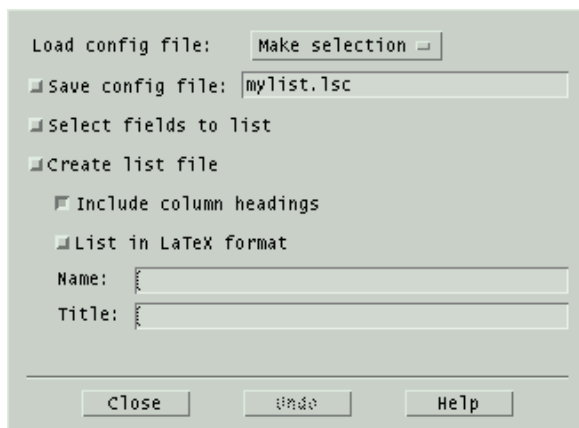 Load config file: Make selection
Save config file: mylist.lsc
Select fields to list
Create list file
Include column headings
List in LaTeX format
Name:
Title:
Close Undo Help